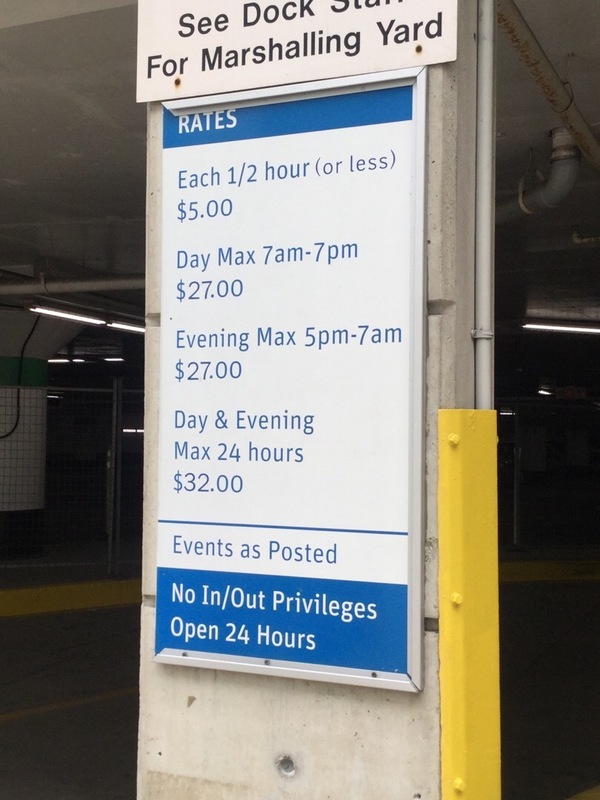 See Dock
For Marshalling Yard
RATES
Each 1/2 hour (or less)
$5.00
Day Max 7am-7pm
$27.00
Evening Max 5pm-7am
$27.00
Day & Evening
Max 24 hours
$32.00
Events as Posted
No In/Out Privileges
Open 24 Hours